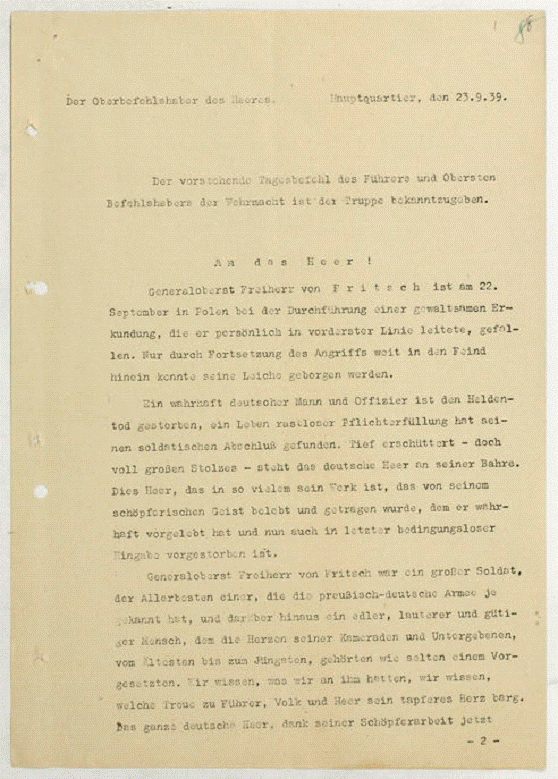 88
Der Oberbefehlshaber des Heeres. Hauptquartier, den 23.9.39.
Der vorstehende Tagesbefehl des Führers und Obersten
Befehlshabers der Wehrmacht ist der Truppe bekanntzugeben.
An das Heer!
Generaloberst Freiherr von Fritsch ist am 22.
September in Polen bei der Durchführung einer gewaltsamen Er-
kundung, die er persönlich in vorderster Linie leitete, gefal-
len. Nur durch Fortsetzung des Angriffs weit in den Feind
hinein konnte seine Leiche geborgen werden.
Ein wahrhaft deutscher Mann und Offizier ist den Helden-
tod gestorben, ein Leben rastloser Pflichterfüllung hat sei-
nen soldatischen Abschluß gefunden. Tief erschüttert - doch
voll großen Stolzes - steht das deutsche Heer an seiner Bahre.
Dies Heer, das in so vielem sein Werk ist, das von seinem
schöpferischen Geist belebt und getragen wurde, dem er wahr-
haft vorgelebt hat und nun auch in letzter bedingungsloser
Hingabe vorgestorben ist.
Generaloberst Freiherr von Fritsch war ein großer Soldat,
der Allerbesten einer, die die preußisch-deutsche Armee je
gekannt hat, und darüber hinaus ein edler, lauterer und güti-
ger Mensch, dem die Herzen seiner Kameraden und Untergebenen,
vom Ältesten bis zum Jüngsten, gehörten wie selten einem Vor-
gesetzten. Wir wissen, was wir an ihm hatten, wir wissen,
welche Treue zu Führer, Volk und Heer sein tapferes Herz barg.
Das ganze deutsche Heer, dank seiner Schöpferarbeit jetzt
- 2 -